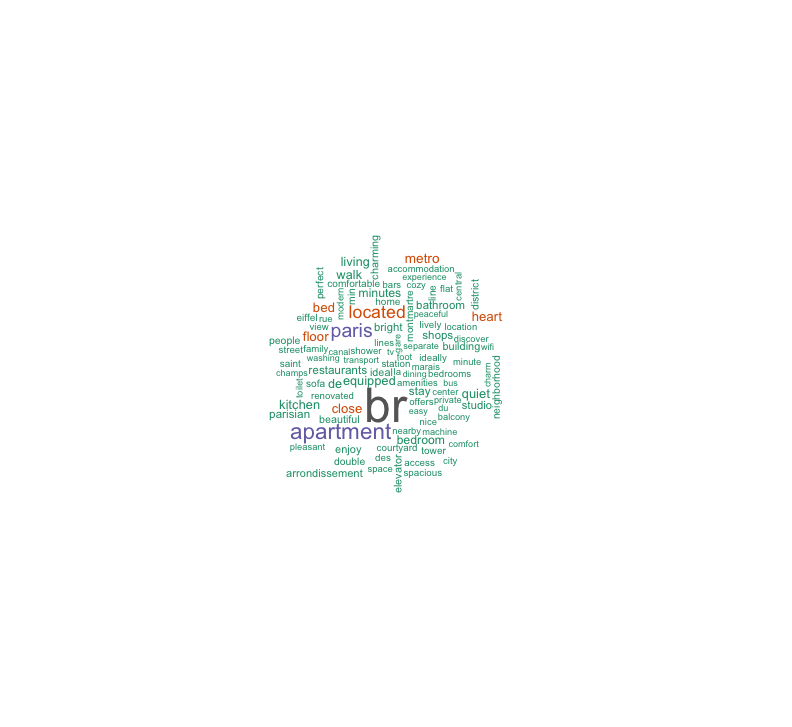 charming
living
metro
walk
accommodation
perfect
experience
comfortable
bars
cozy
line
flat
central
district
modern
min
minutes
home
montmartre
bathroom
bed
located
peaceful
heart
eiffel
rue
paris
bright
lively
location
view
floor
shops
discover
people
lines
gare
separate
building
wifi
street
family
canal
shower
tv
foot
ideally
minute
washing
transport
station
marais
saint
champs
restaurants
ideal
la
dining
bedrooms
charm
neighborhood
toilet
sofa
de
equipped
amenities
bus
renovated
br
stay
center
quiet
kitchen
close
offers
private
studio
parisian
easy
du
beautiful
nice
balcony
apartment
nearby
machine
bedroom
pleasant
enjoy
courtyard
tower
comfort
double
des
access
city
arrondissement
space
elevator
spacious